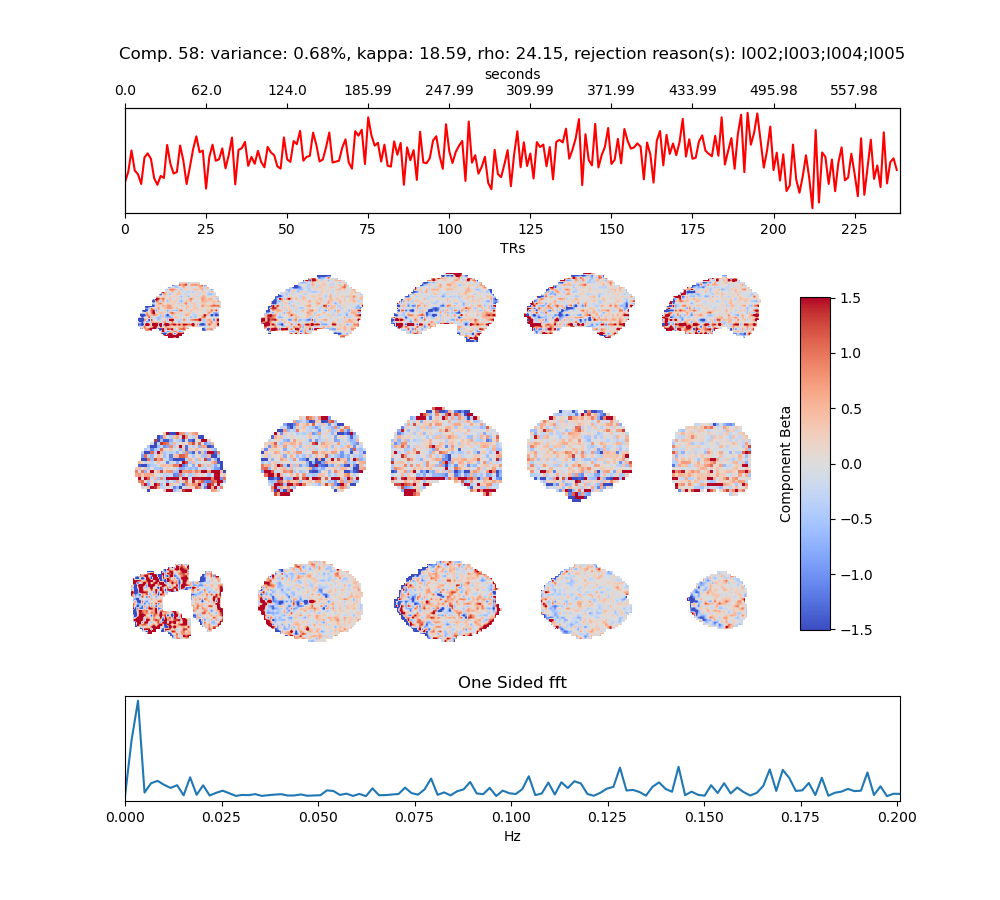 Comp. 58: variance: 0.68%, kappa: 18.59, rho: 24.15, rejection reason(s): I002;I003;I004;I005
seconds
0.0 62.0 124.0 185.99 247.99 309.99 371.99 433.99 495.98 557.98
0 25 50 75 100 125 150 175 200 225
TRs
1.5
1.0
0.5
0.0
−0.5
−1.0
−1.5
Component Beta
One Sided fft
0.000 0.025 0.050 0.075 0.100 0.125 0.150 0.175 0.200
Hz